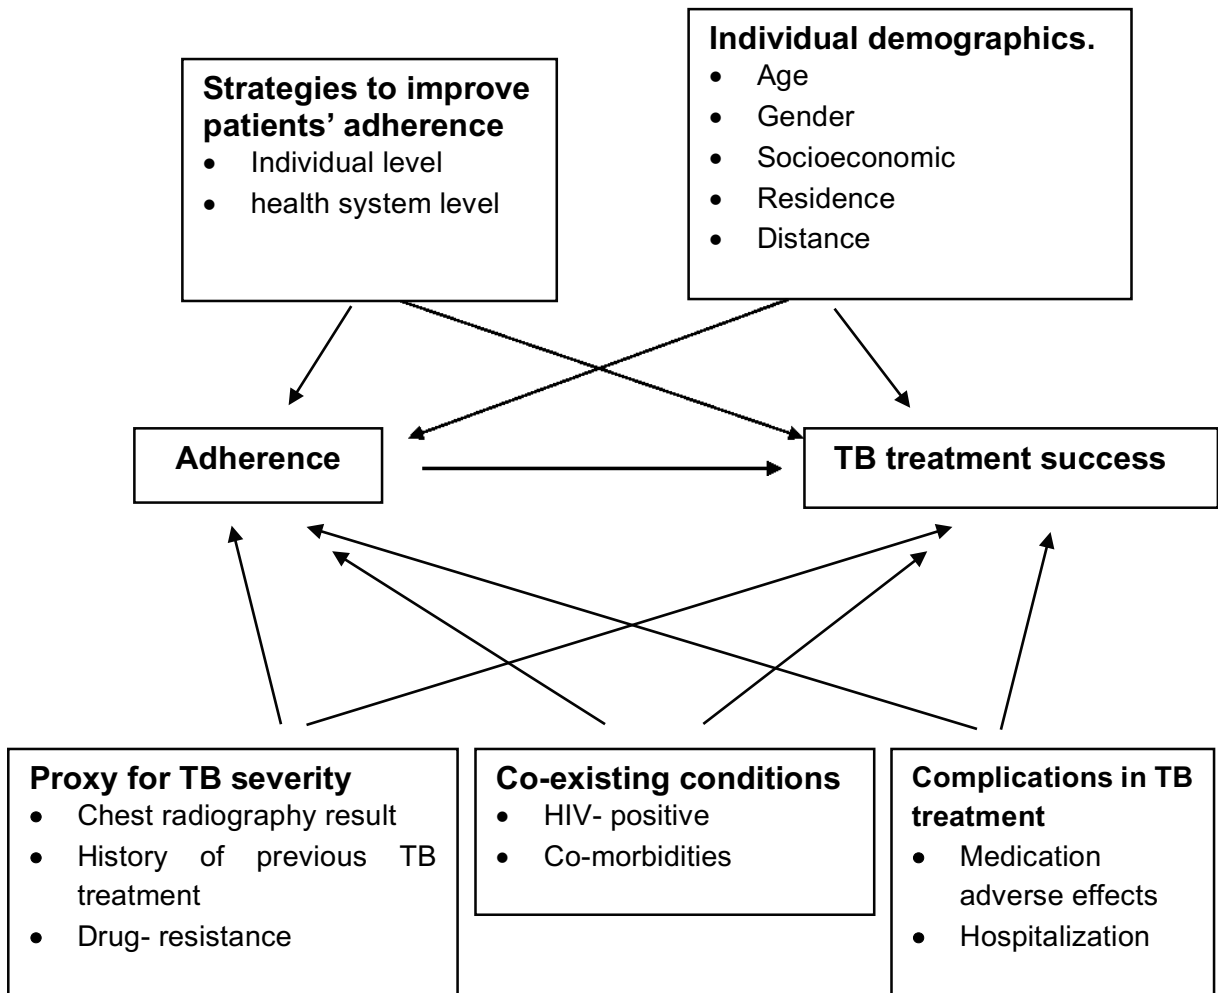 Strategies to improve
patients’ adherence
• Individual level
• health system level
Individual demographics.
• Age
• Gender
• Socioeconomic
• Residence
• Distance
Adherence
TB treatment success
Proxy for TB severity
• Chest radiography result
• History of previous TB
treatment
• Drug- resistance
Co-existing conditions
• HIV- positive
• Co-morbidities
Complications in TB
treatment
• Medication
adverse effects
• Hospitalization